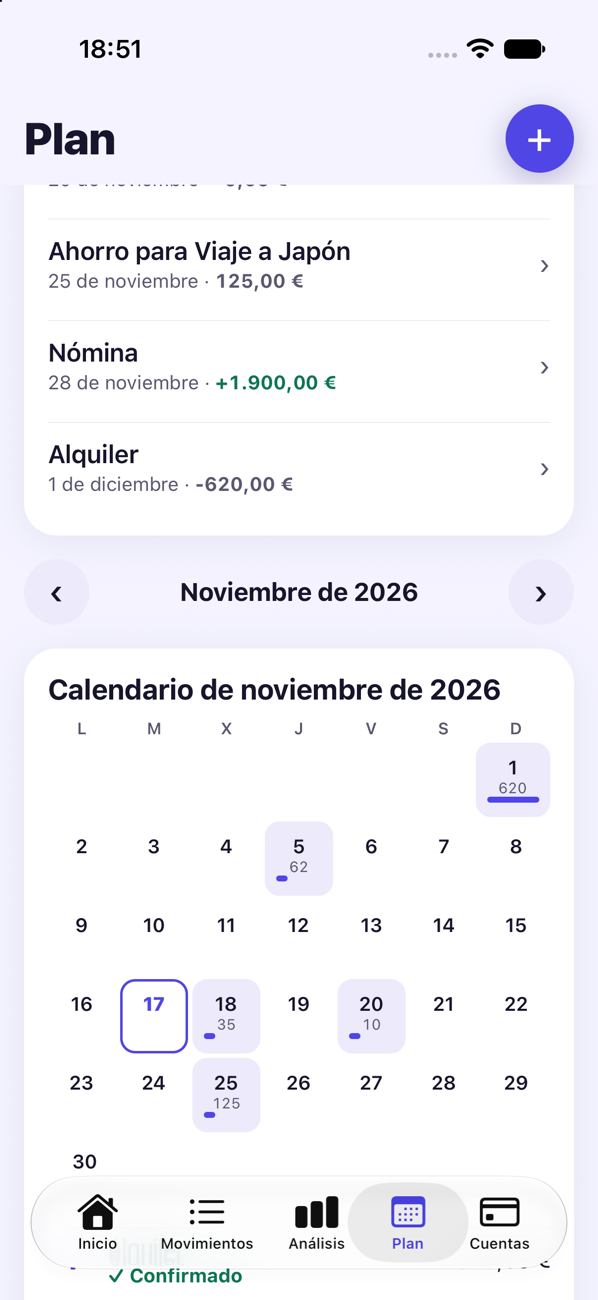 18:51
Plan
+
Ahorro para Viaje a Japón
25 de noviembre · 125,00 €
Nómina
28 de noviembre · +1.900,00 €
Alquiler
1 de diciembre · -620,00 €
Noviembre de 2026
Calendario de noviembre de 2026
L M X J V S D
1
620
2 3 4 5 6 7 8
62
9 10 11 12 13 14 15
16 17 18 19 20 21 22
35 10
23 24 25 26 27 28 29
125
30
Inicio Movimientos Análisis Plan Cuentas
✓ Confirmado